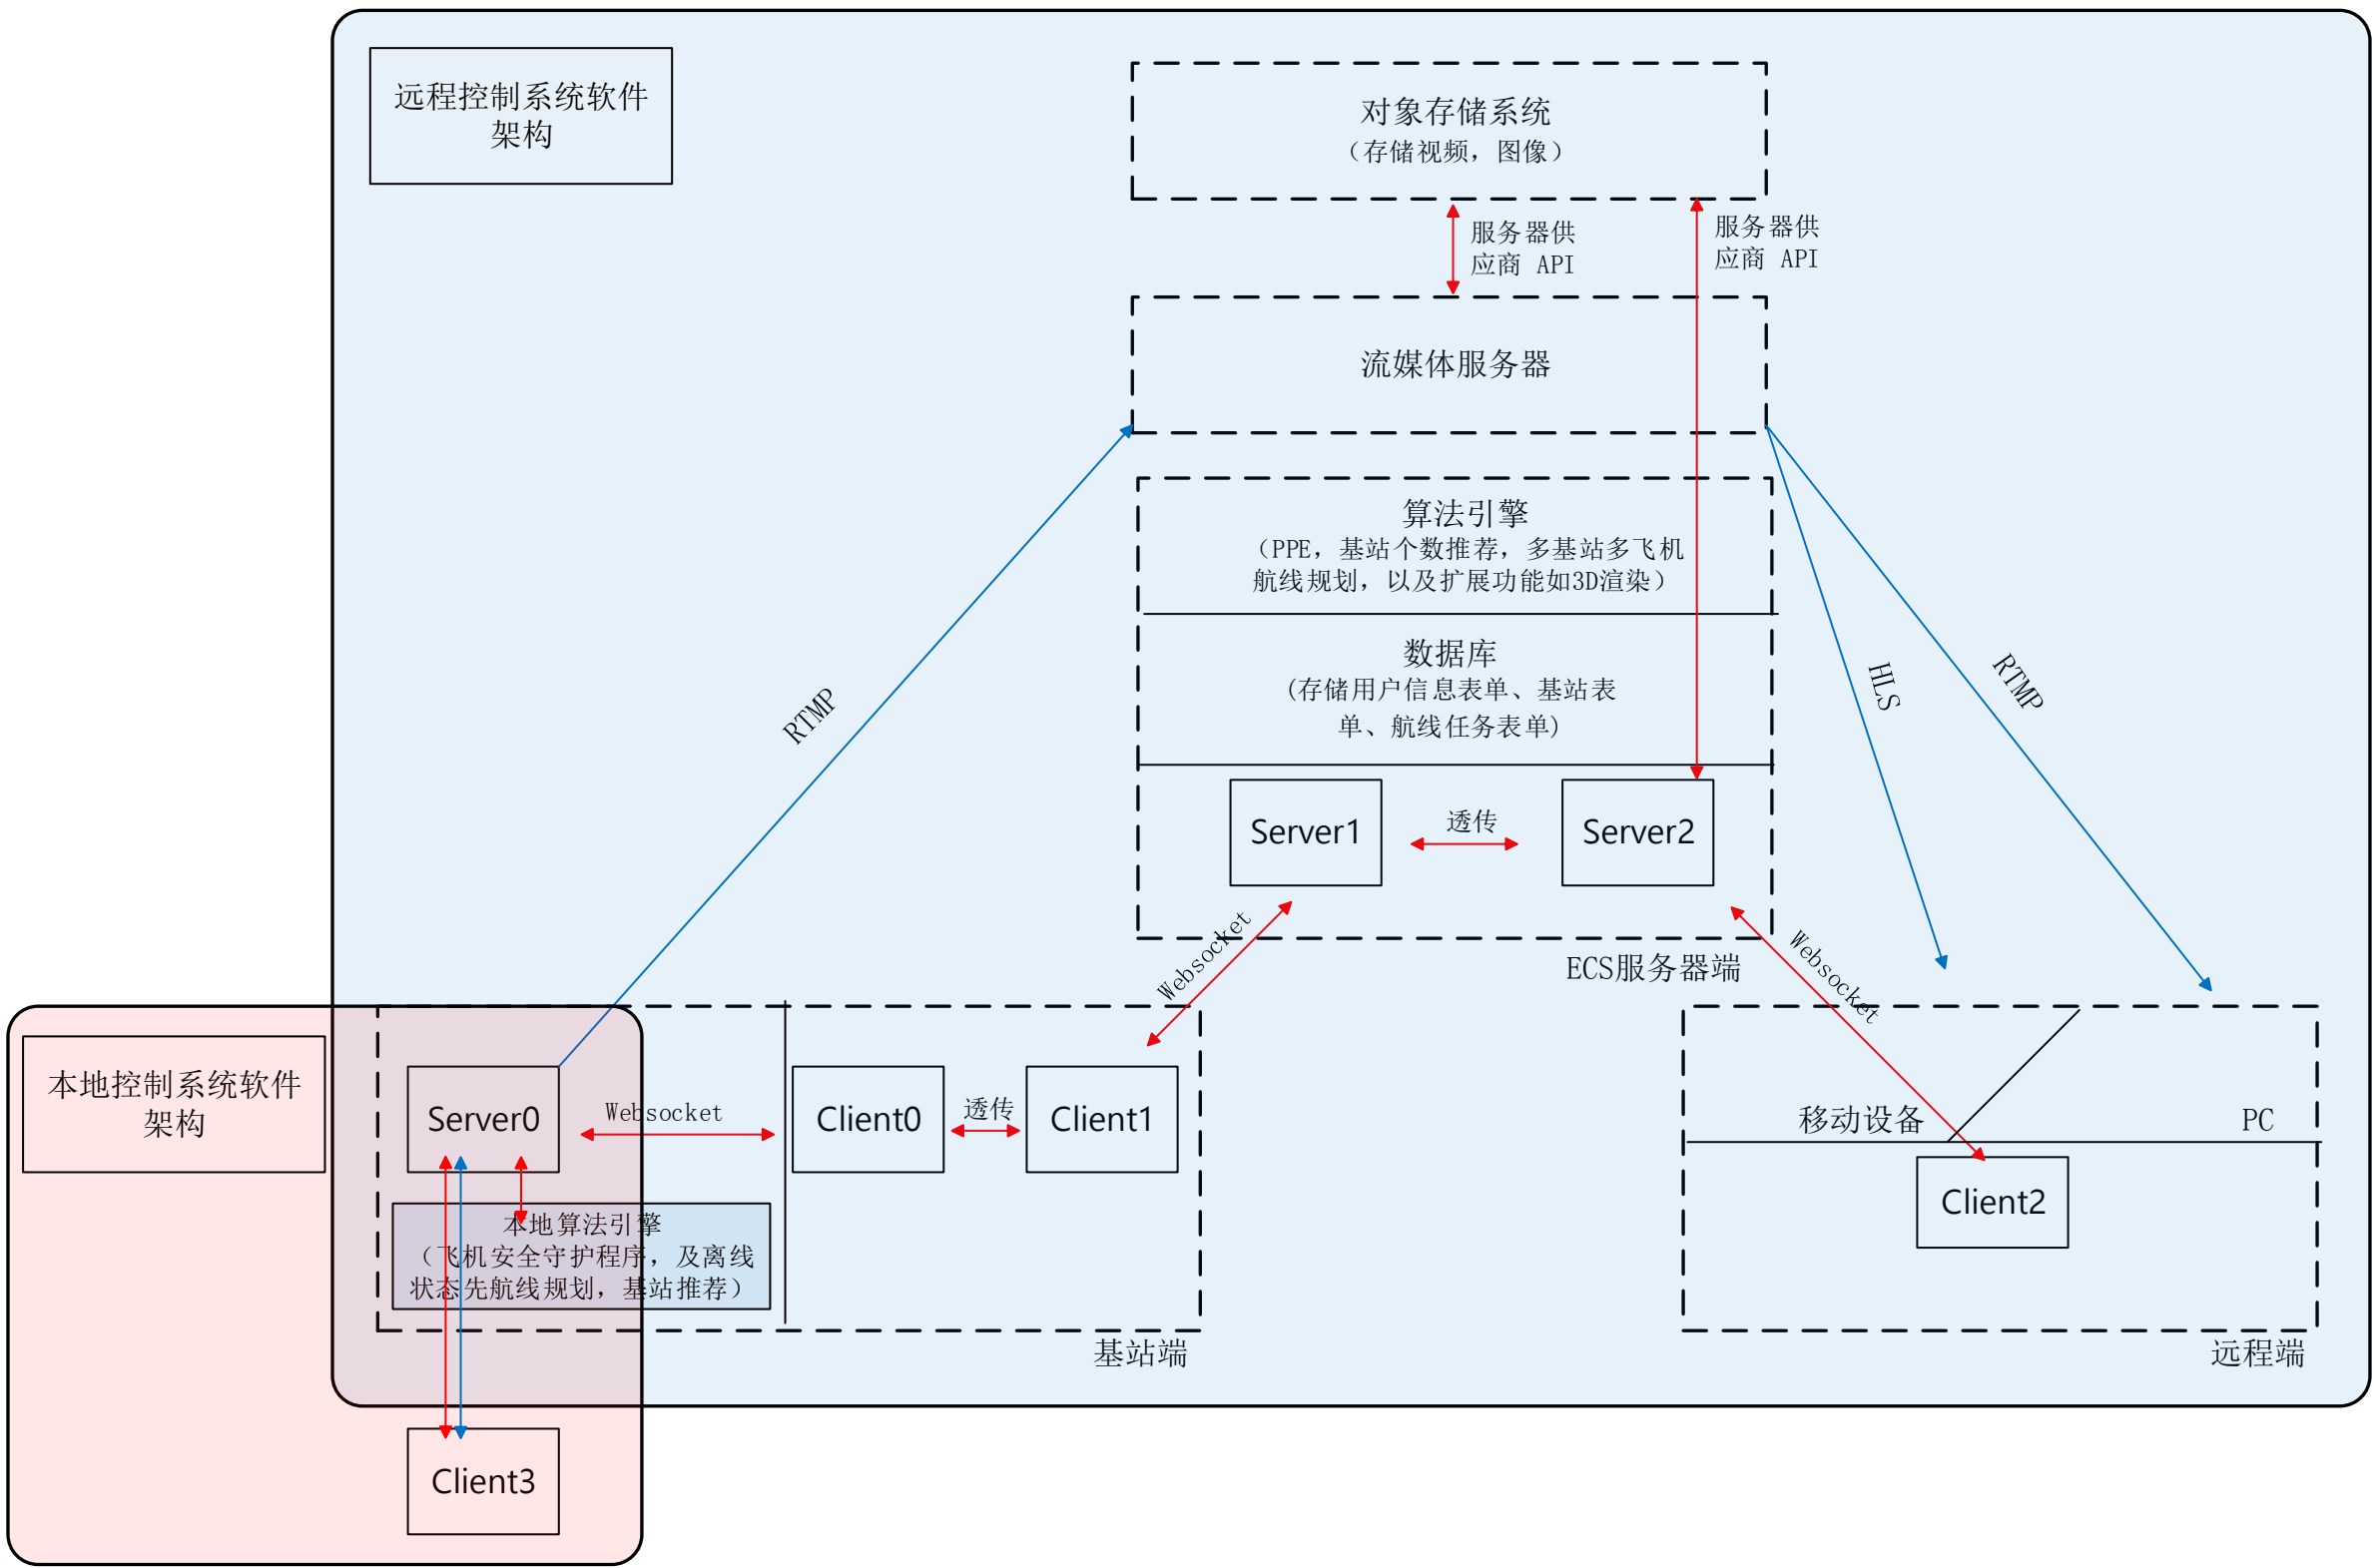 远程控制系统软件
架构
对象存储系统
（存储视频，图像）
服务器供
应商 API
服务器供
应商 API
流媒体服务器
算法引擎
（PPE，基站个数推荐，多基站多飞机
航线规划，以及扩展功能如3D渲染）
数据库
(存储用户信息表单、基站表
单、航线任务表单)
RTMP
HLS
RTMP
Server1
透传
Server2
Websocket
Websocket
ECS服务器端
本地控制系统软件
架构
Server0
Websocket
Client0
透传
Client1
移动设备
PC
Client2
本地算法引擎
（飞机安全守护程序，及离线
状态先航线规划，基站推荐）
基站端
远程端
Client3